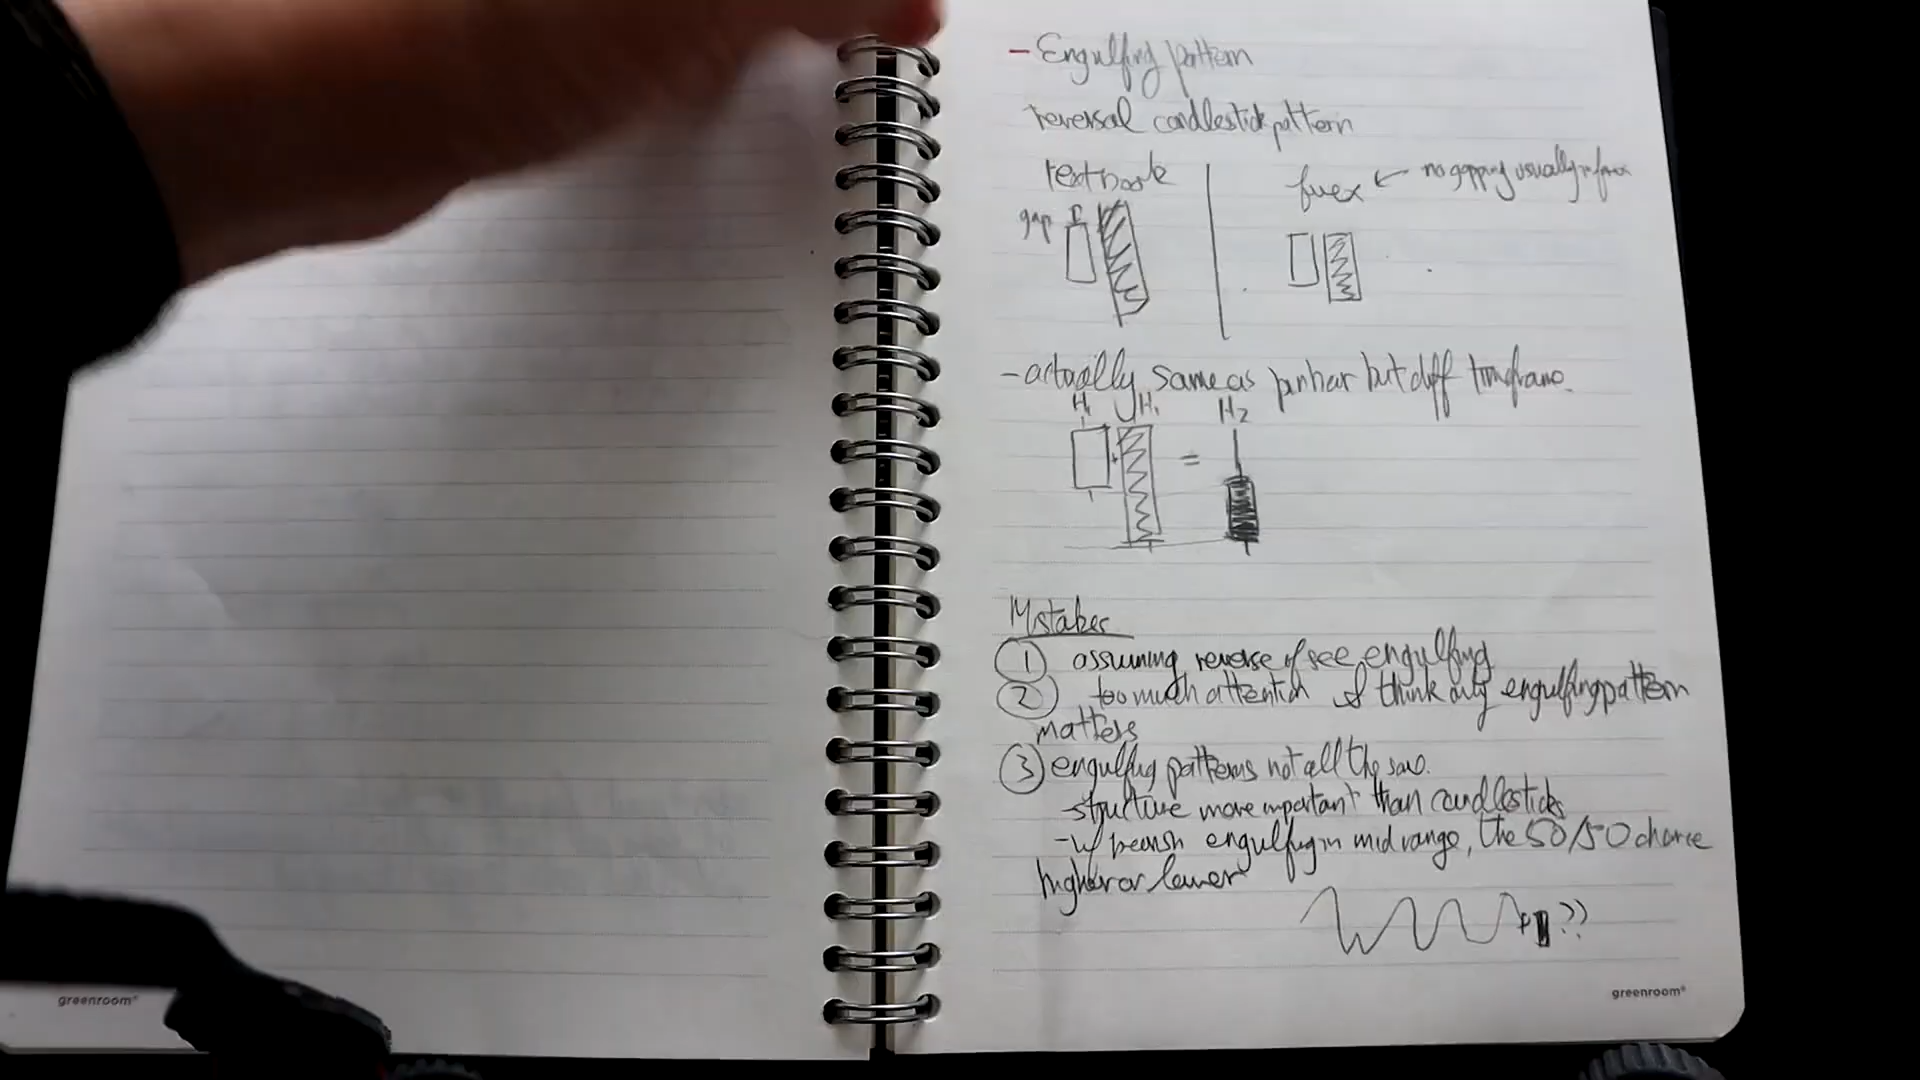 - Engulfing pattern
reversal candlestick pattern
textbook
forex ← no gapping usually in forex
gap
- actually same as pinbar but diff timeframe.
H1 H1 H2
+ =
Mistakes
1 assuming reverse if see engulfing
2 too much attention if think only engulfing pattern
matters
3 engulfing patterns not all the same.
- structure more important than candlesticks
- w/ bearish engulfing in mid range, the 50/50 chance
higher or lower
+ ??
greenroom®
greenroom®